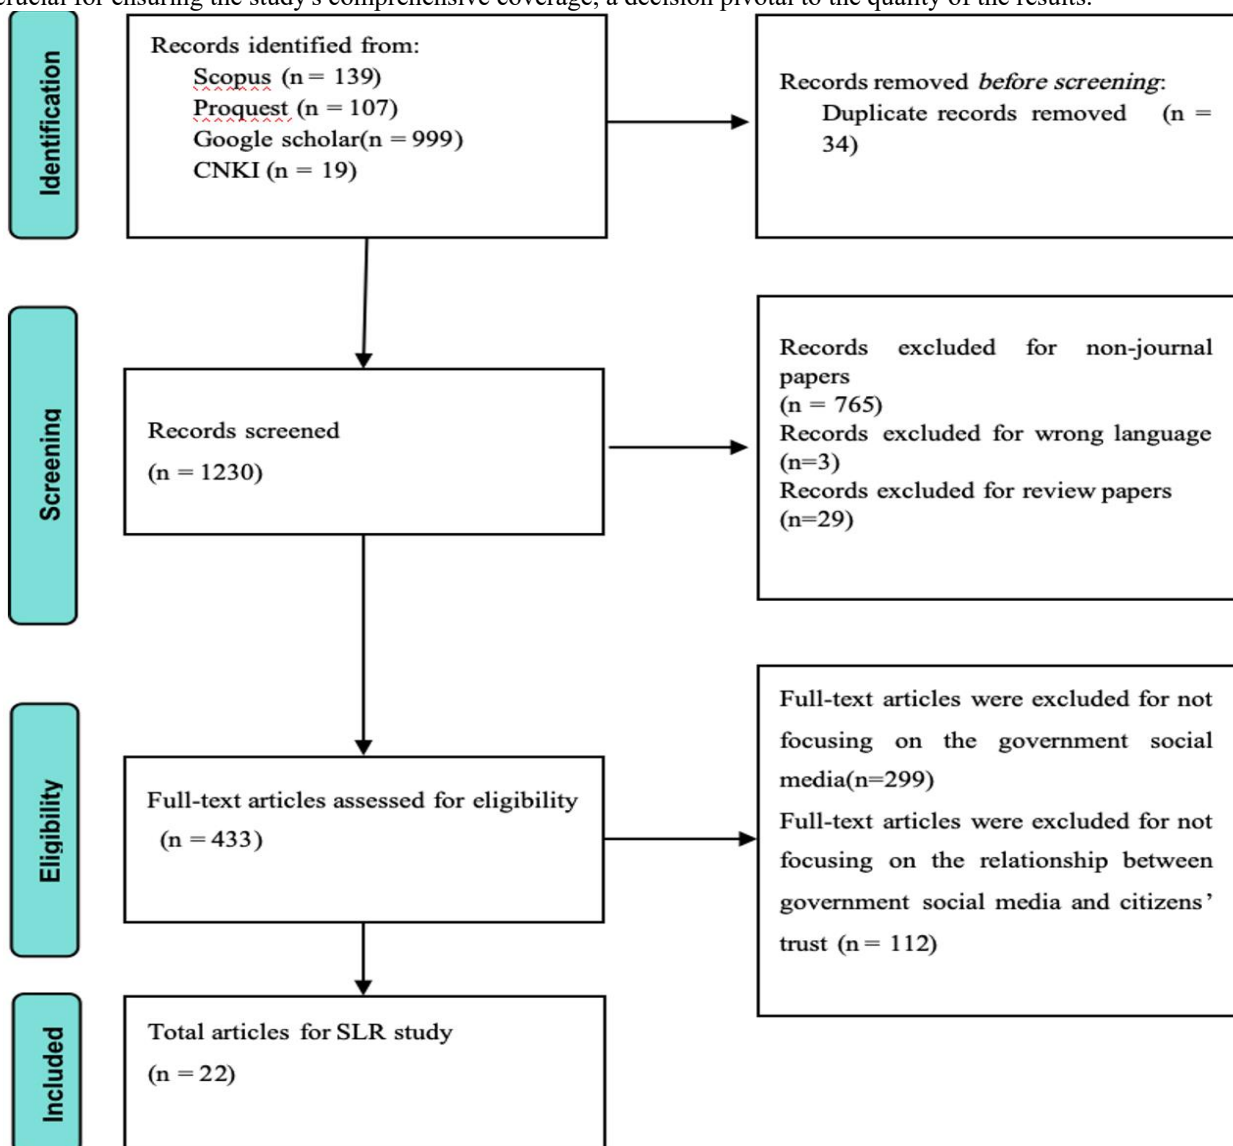 crucial for ensuring the study's comprehensive coverage, a decision pivotal to the quality of the results.
Identification
Records identified from:
Scopus (n = 139)
Proquest (n = 107)
Google scholar(n = 999)
CNKI (n = 19)
Records removed before screening:
Duplicate records removed (n =
34)
Screening
Records screened
(n = 1230)
Records excluded for non-journal
papers
(n = 765)
Records excluded for wrong language
(n=3)
Records excluded for review papers
(n=29)
Eligibility
Full-text articles assessed for eligibility
(n = 433)
Full-text articles were excluded for not
focusing on the government social
media(n=299)
Full-text articles were excluded for not
focusing on the relationship between
government social media and citizens’
trust (n = 112)
Included
Total articles for SLR study
(n = 22)